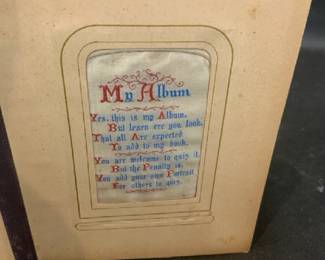 My Album
Yes, this is my Album,
But learn ere you look,
That all Are expected
To add to my book.
You are welcome to quiz it,
But the Penalty is,
You add your own Portrait
For others to quiz.